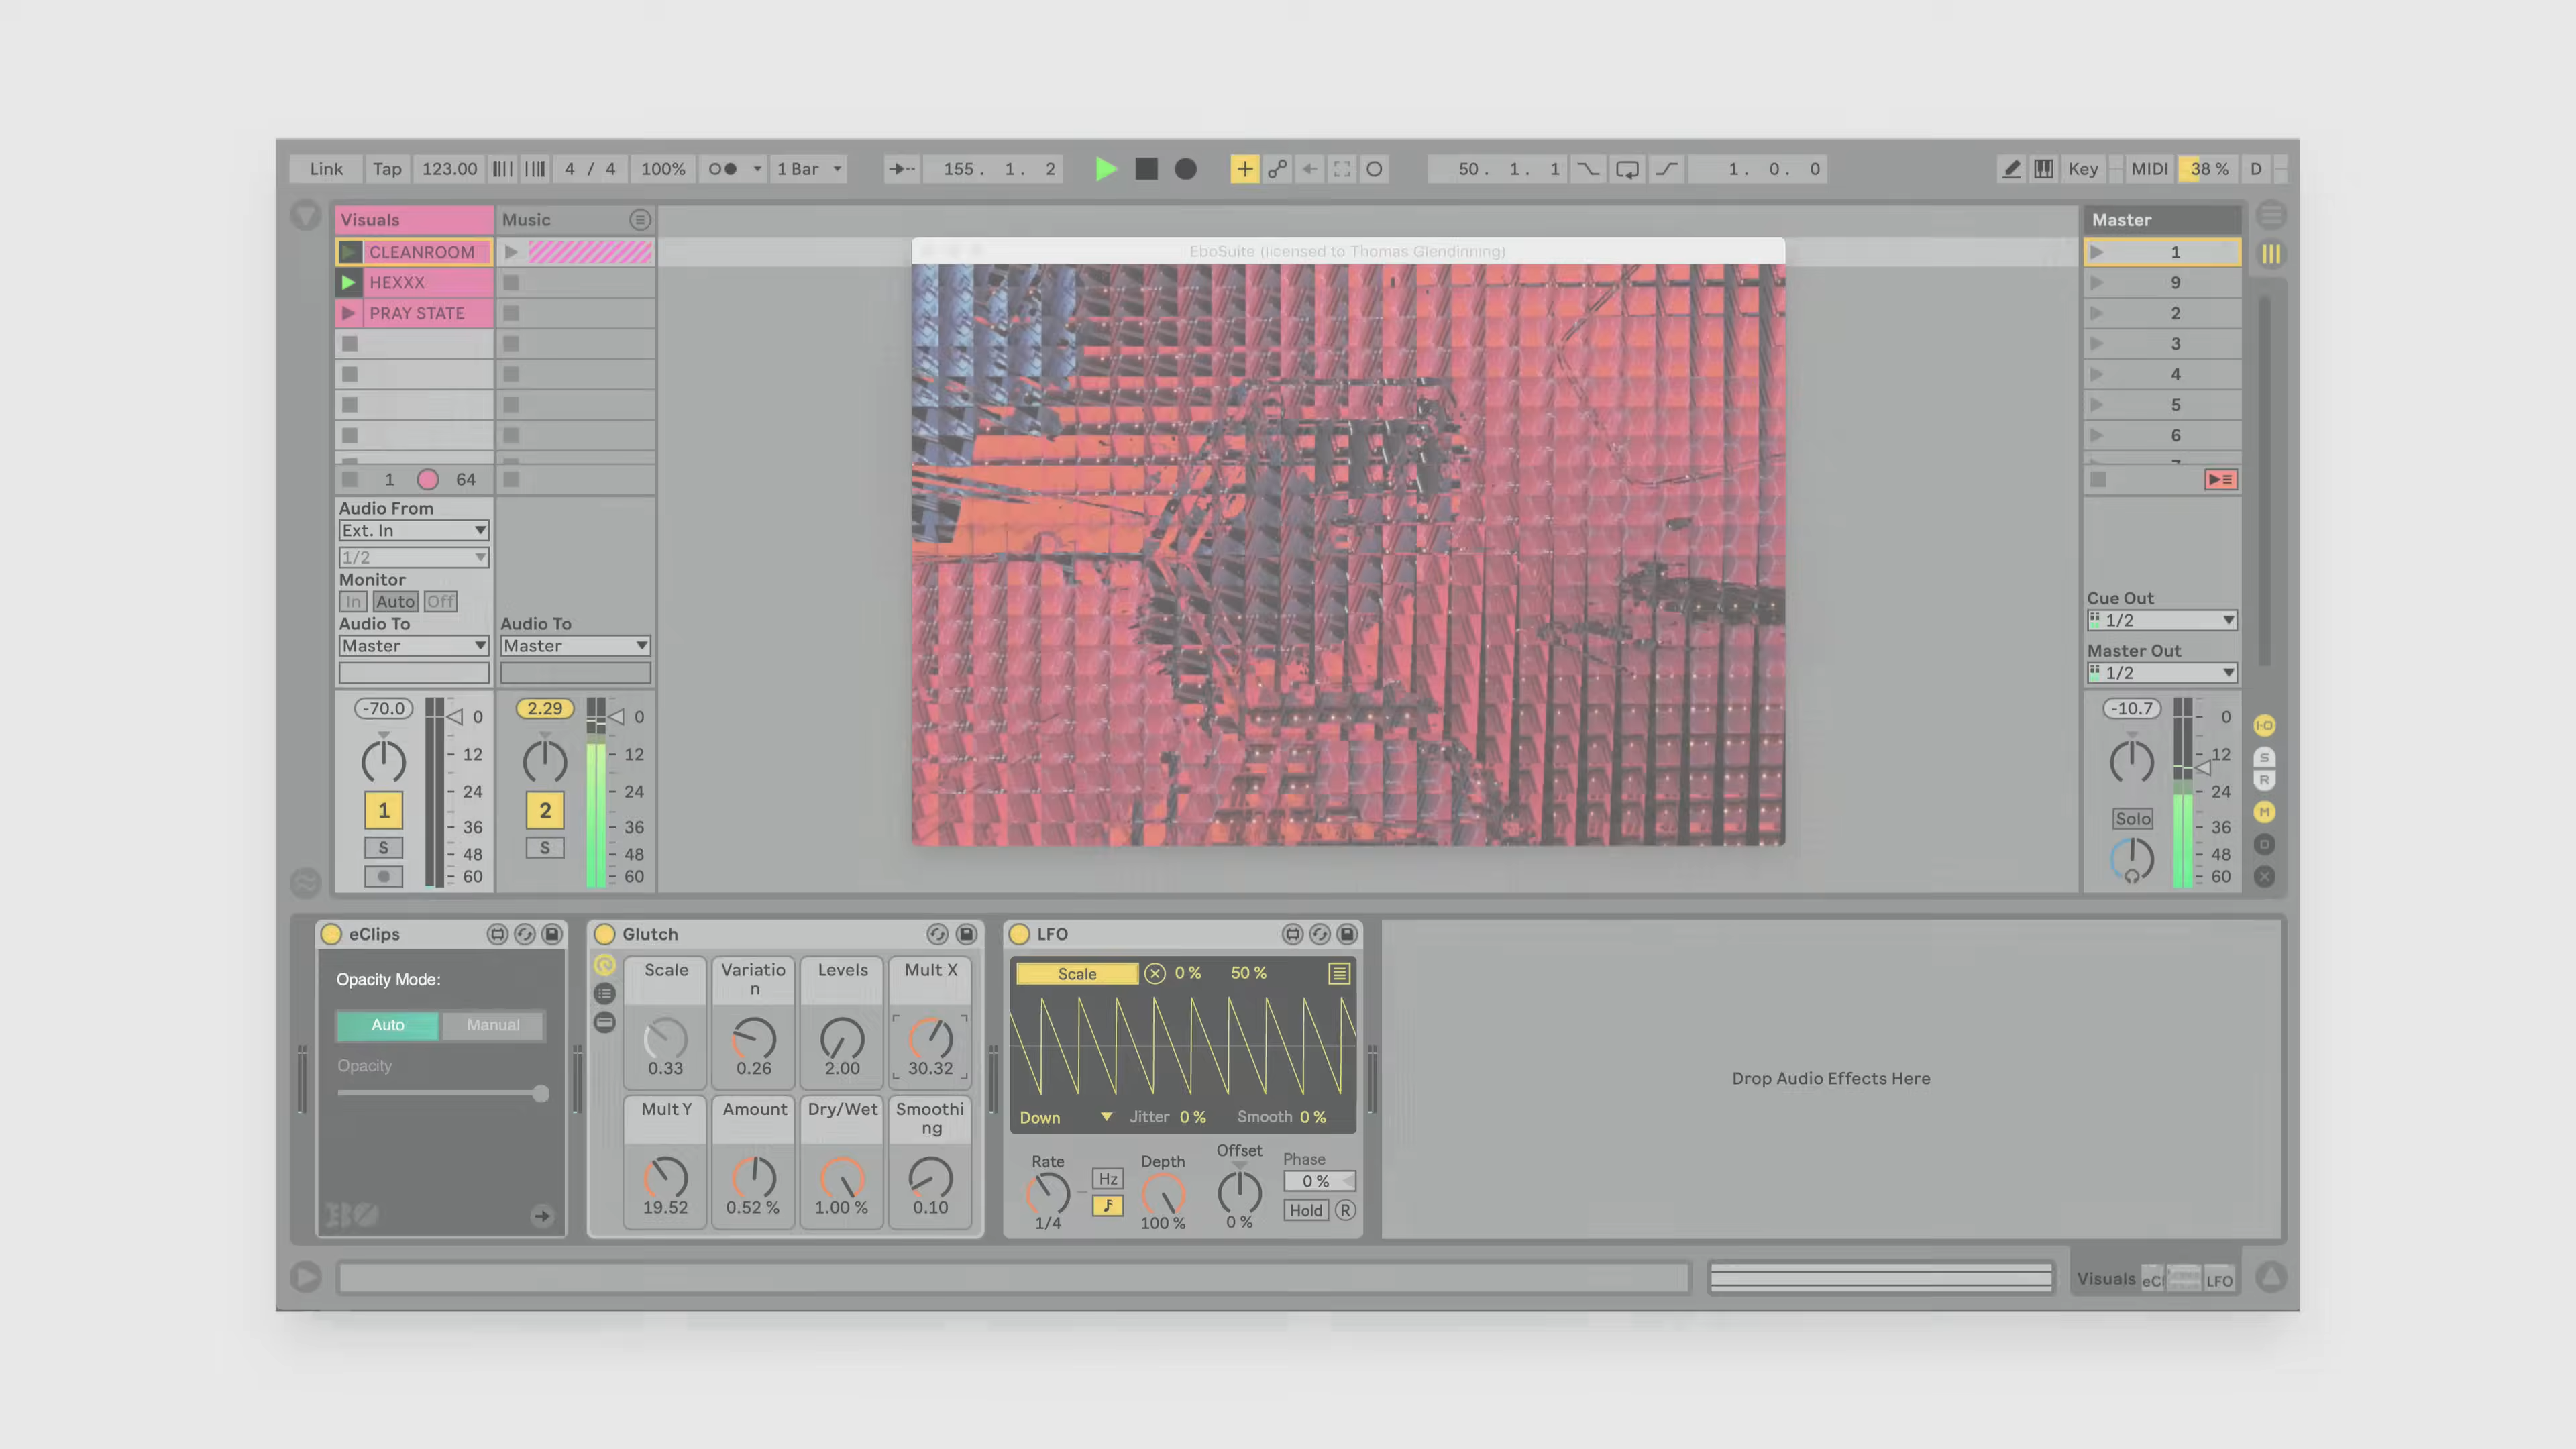 Link Tap 123.00 4 / 4 100% 1 Bar 155. 1. 2 50. 1. 1 1. 0. 0 Key MIDI 38 % D
Visuals Music Master
EboSuite (licensed to Thomas Glendinning)
CLEANROOM 1
HEXXX 9
PRAY STATE 2
3
4
5
6
1 64
Audio From
Ext. In
1/2
Monitor
In Auto Off
Audio To Audio To
Master Master
Cue Out
1/2
Master Out
1/2
-70.0 0 2.29 0 -10.7 0
12 12 12
24 24 24
1 2 Solo
36 36 36
S S
48 48 48
60 60 60
I·O
S
R
M
D
X
eClips
Opacity Mode:
Auto Manual
Opacity
Glutch
Scale Variatio
n Levels Mult X
0.33 0.26 2.00 30.32
Mult Y Amount Dry/Wet Smoothi
ng
19.52 0.52 % 1.00 % 0.10
LFO
Scale 0 % 50 %
Down Jitter 0 % Smooth 0 %
Rate Depth Offset Phase
Hz 0 %
1/4 100 % 0 % Hold R
Drop Audio Effects Here
Visuals eCl LFO